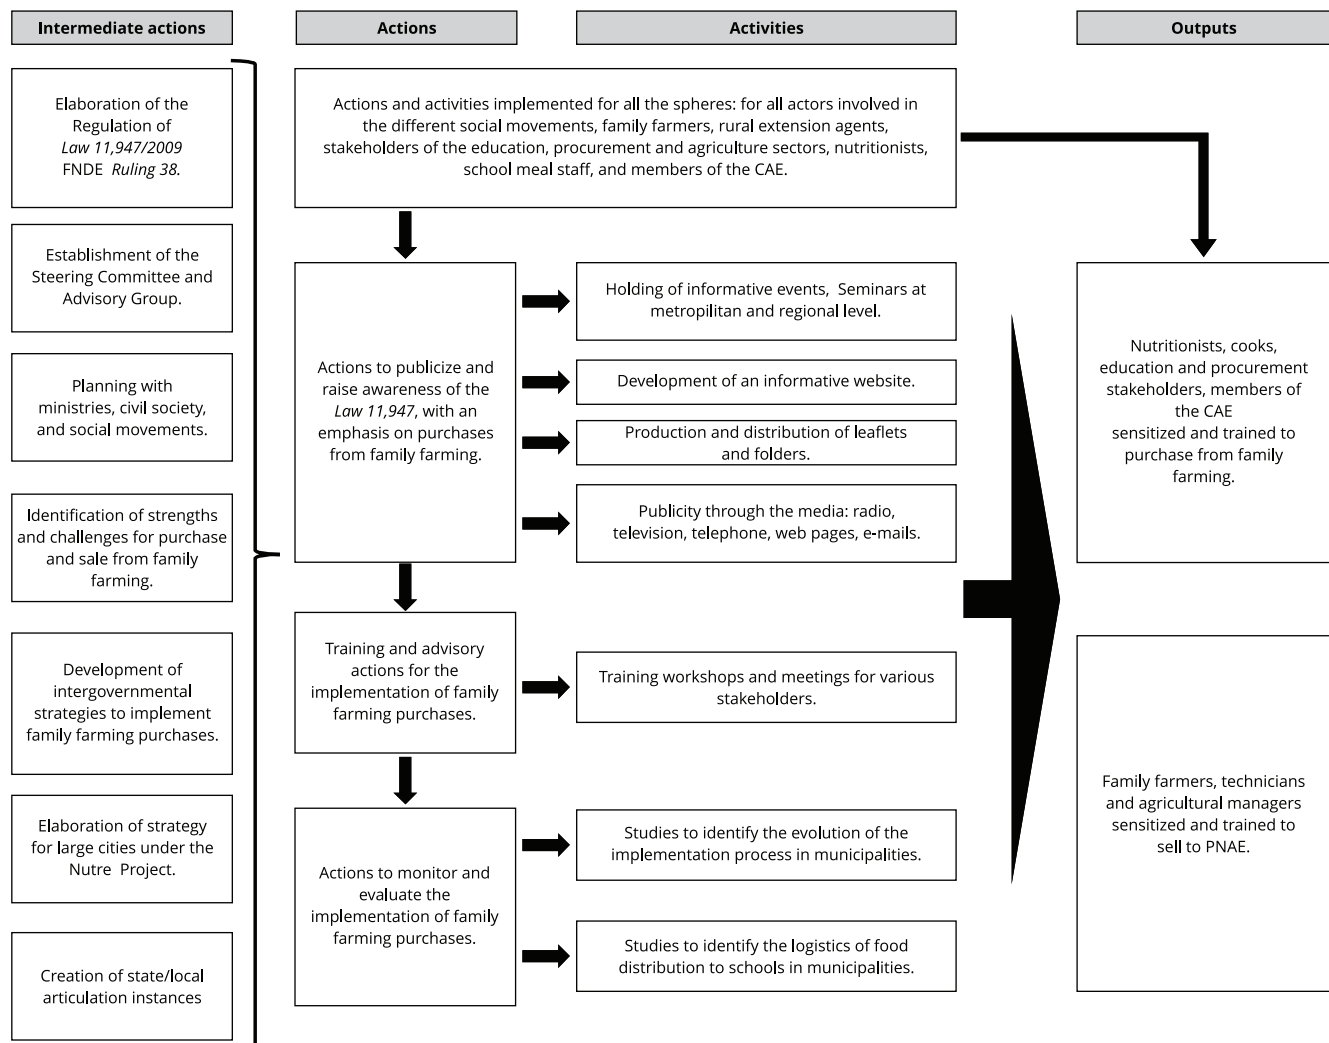 Intermediate actions
Actions
Activities
Outputs
Elaboration of the
Regulation of
Law 11,947/2009
FNDE Ruling 38.
Establishment of the
Steering Committee and
Advisory Group.
Planning with
ministries, civil society,
and social movements.
Identification of strengths
and challenges for purchase
and sale from family
farming.
Development of
intergovernmental
strategies to implement
family farming purchases.
Elaboration of strategy
for large cities under the
Nutre Project.
Creation of state/local
articulation instances
Actions and activities implemented for all the spheres: for all actors involved in
the different social movements, family farmers, rural extension agents,
stakeholders of the education, procurement and agriculture sectors, nutritionists,
school meal staff, and members of the CAE.
Actions to publicize and
raise awareness of the
Law 11,947, with an
emphasis on purchases
from family farming.
Holding of informative events, Seminars at
metropilitan and regional level.
Development of an informative website.
Production and distribution of leaflets
and folders.
Publicity through the media: radio,
television, telephone, web pages, e-mails.
Training and advisory
actions for the
implementation of family
farming purchases.
Training workshops and meetings for various
stakeholders.
Actions to monitor and
evaluate the
implementation of family
farming purchases.
Studies to identify the evolution of the
implementation process in municipalities.
Studies to identify the logistics of food
distribution to schools in municipalities.
Nutritionists, cooks,
education and procurement
stakeholders, members of
the CAE
sensitized and trained to
purchase from family
farming.
Family farmers, technicians
and agricultural managers
sensitized and trained to
sell to PNAE.